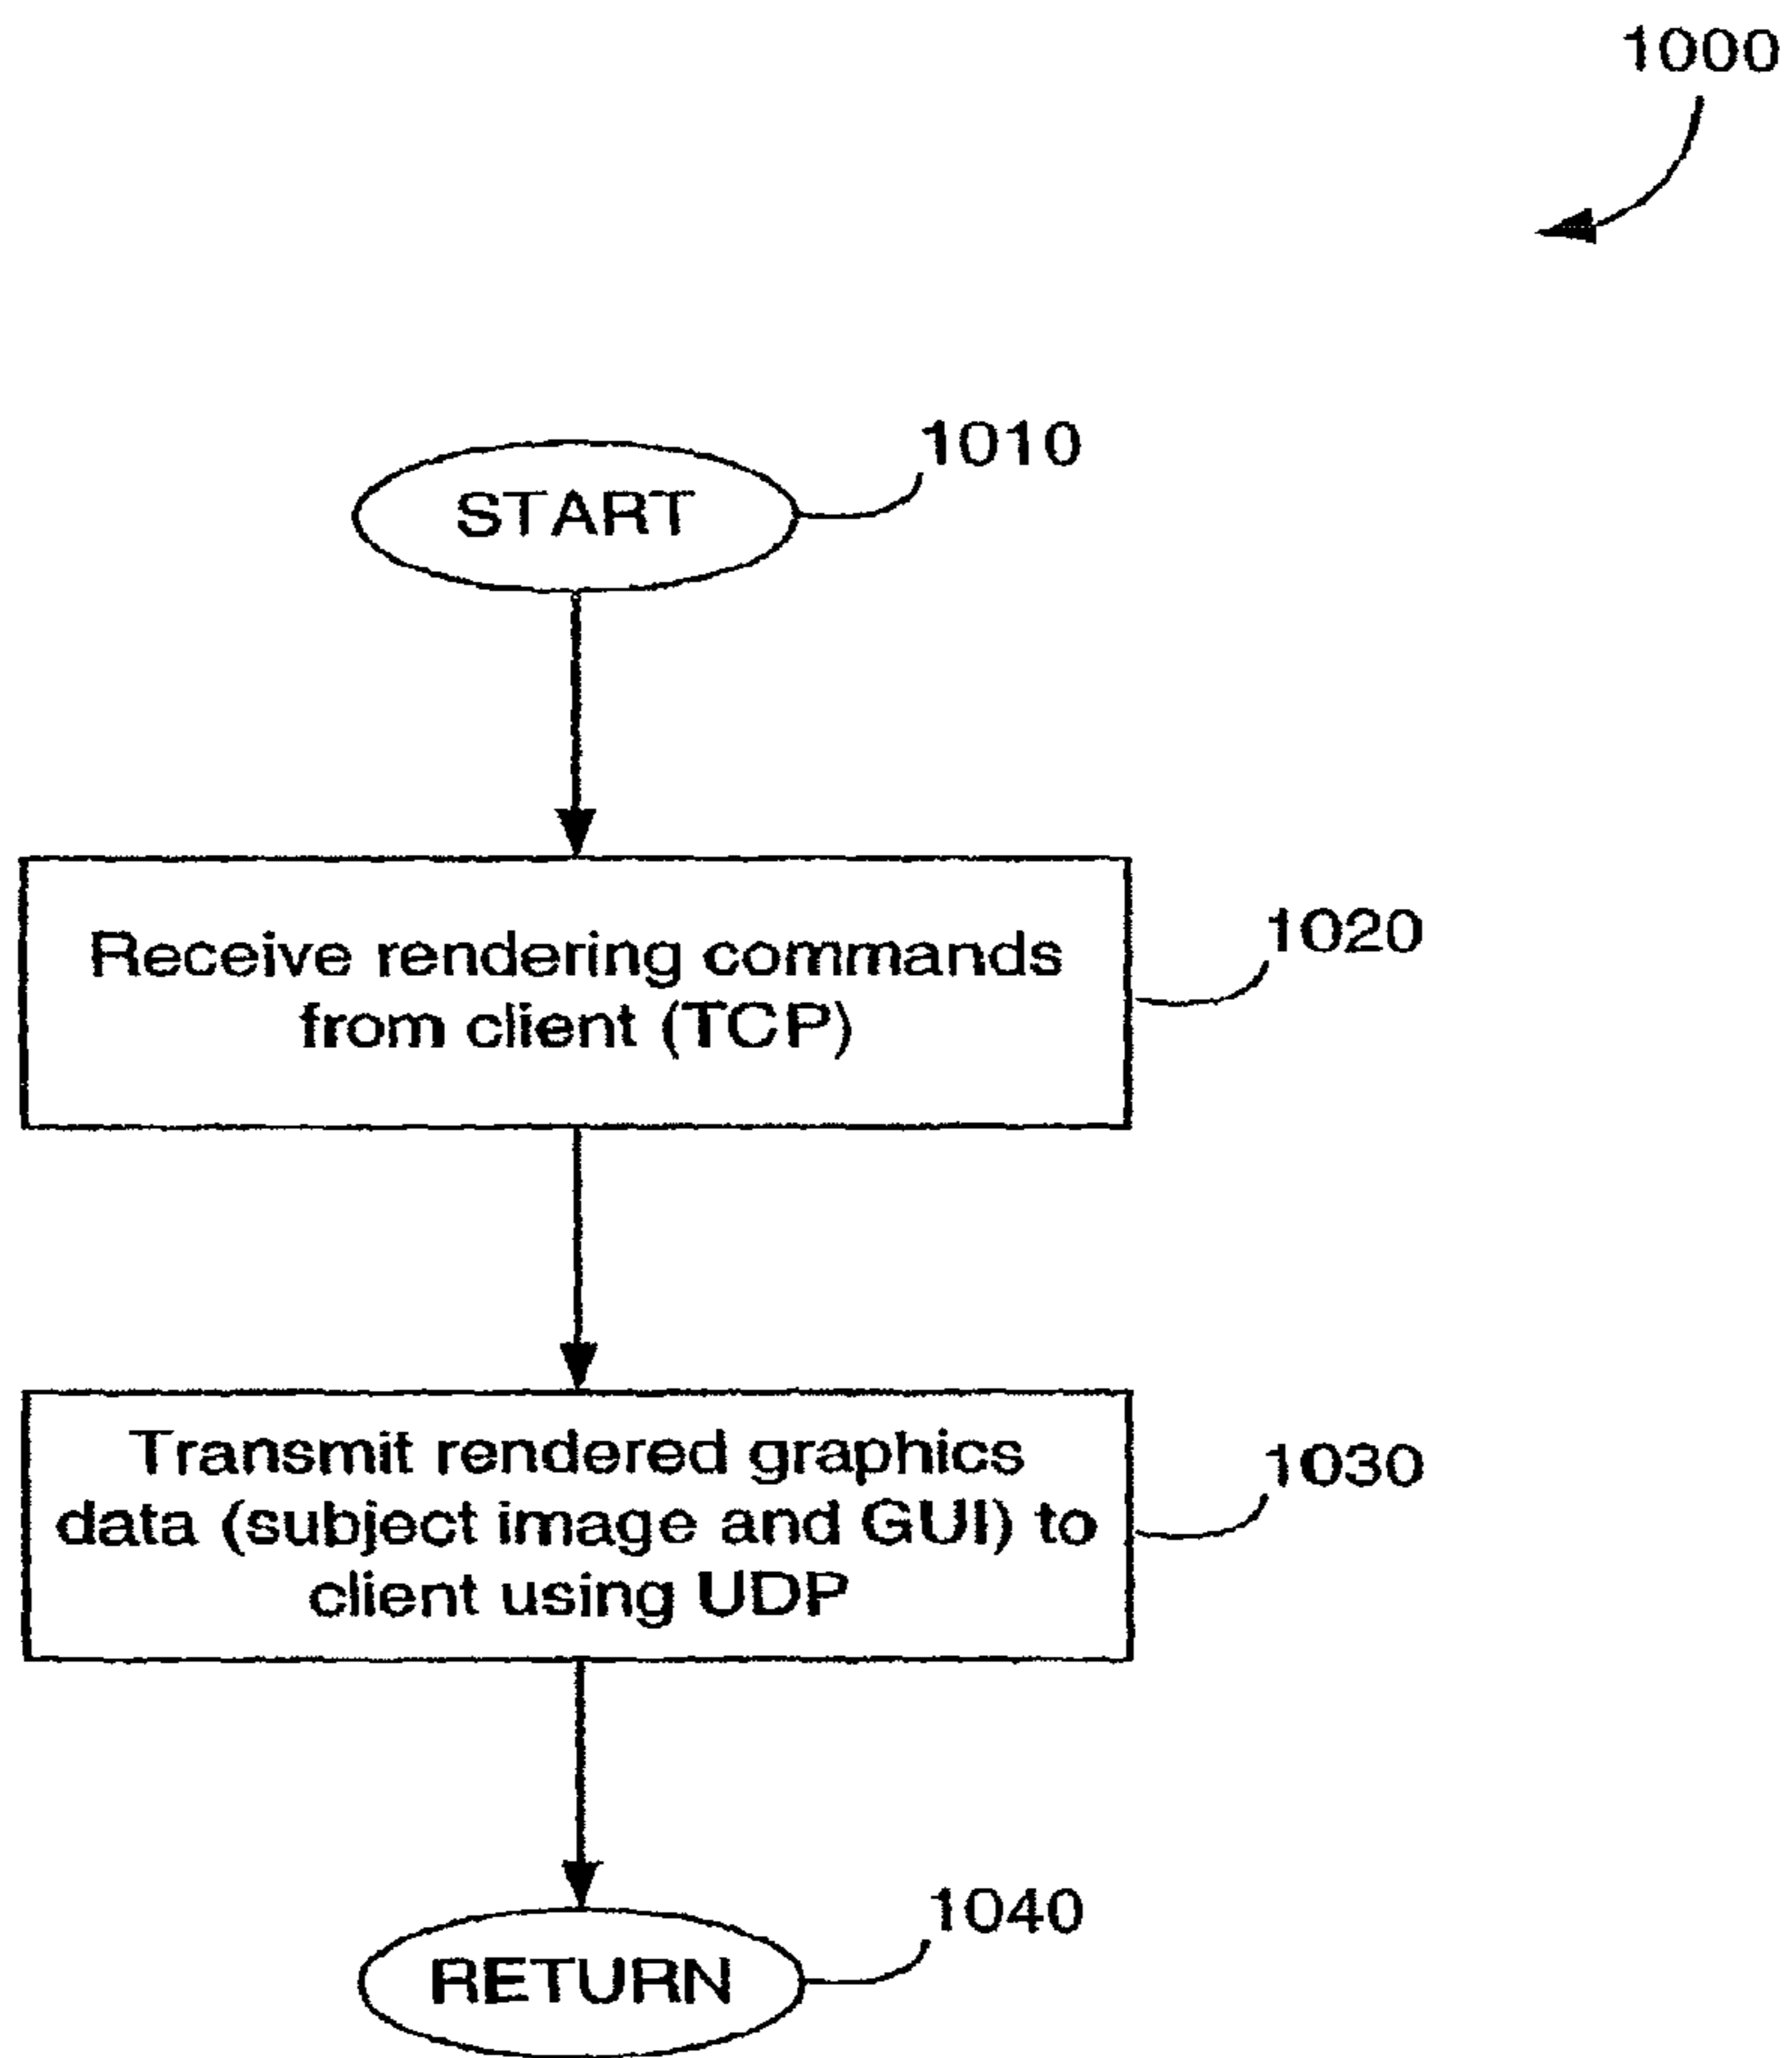 1000
1010
START
1020
Receive rendering commands
from client (TCP)
1030
Transmit rendered graphics
data (subject image and GUI) to
client using UDP
1040
RETURN